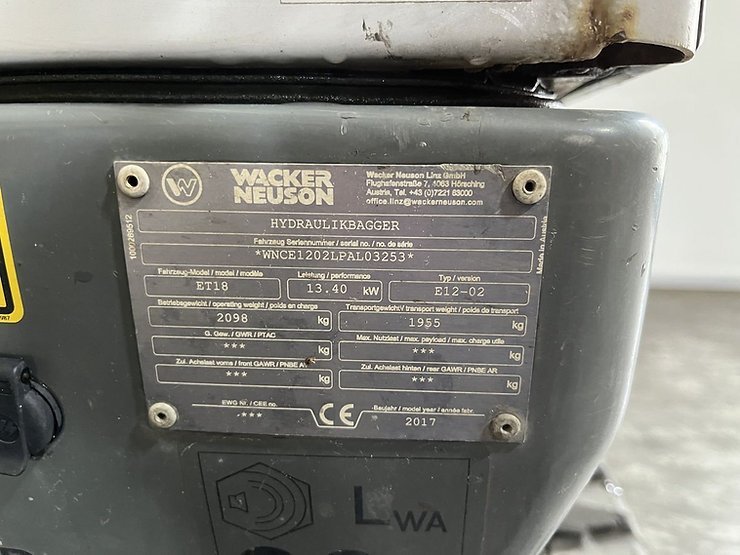 W
WACKER
NEUSON
Wacker Neuson Linz GmbH
Flughafenstraße 7, 4063 Hörsching
Austria, Tel. +43 (0)7221 63000
office.linz@wackerneuson.com
HYDRAULIKBAGGER
Fahrzeug Seriennummer / serial no. / no. de série
*WNCE1202LPAL03253*
Fahrzeug-Model / model / modèle
Leistung / performance
Typ / version
ET18
13.40 kW
E12-02
Betriebsgewicht / operating weight / poids en charge
Transportgewicht / transport weight / poids de transport
2098 kg
1955 kg
G. Gew. / GWR / PTAC
Max. Nutzlast / max. payload / max. charge utile
*** kg
*** kg
Zul. Achslast vorne / front GAWR / PNBE AV
Zul. Achslast hinten / rear GAWR / PNBE AR
*** kg
*** kg
EWG Nr. / CEE no.
Baujahr / model year / année fabr.
.***
CE
2017
Made in Austria
LWA